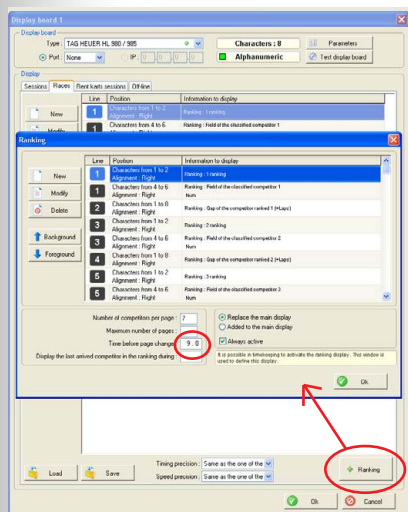 Display board 1
Display board
Type : TAG HEUER HL 980 / 985
Characters : 8
Parameters
Port : None
IP : 0 0 0 0
Alphanumeric
Test display board
Display
Sessions Races Rent karts sessions Off-line
Line Position Information to display
New
1 Characters from 1 to 2 Ranking : 1 ranking
Alignment : Right
Modify
1 Characters from 4 to 6 Ranking : Field of the classified competitor 1
Ranking
Line Position Information to display
New
1 Characters from 1 to 2 Ranking : 1 ranking
Alignment : Right
Modify
1 Characters from 4 to 6 Ranking : Field of the classified competitor 1
Alignment : Right Num
Delete
2 Characters from 1 to 8 Ranking : Gap of the competitor ranked 1 (+Laps)
Alignment : Right
3 Characters from 1 to 2 Ranking : 2 ranking
Alignment : Right
Background
3 Characters from 4 to 6 Ranking : Field of the classified competitor 2
Alignment : Right Num
Foreground
4 Characters from 1 to 8 Ranking : Gap of the competitor ranked 2 (+Laps)
Alignment : Right
5 Characters from 1 to 2 Ranking : 3 ranking
Alignment : Right
5 Characters from 4 to 6 Ranking : Field of the classified competitor 3
Alignment : Right Num
Number of competitors per page : 7
Replace the main display
Maximum number of pages :
Added to the main display
Time before page change 9.0
Always active
Display the last arrived competitor in the ranking during :
It is possible in timekeeping to activate the ranking display. This window is
used to define this display.
Ok
Load
Save
Timing precision : Same as the one of the
Speed precision : Same as the one of the
Ranking
Ok
Cancel